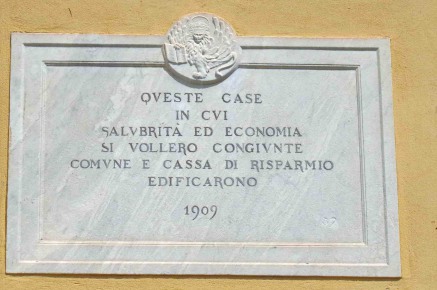 QVESTE CASE
IN CVI
SALVBRITÀ ED ECONOMIA
SI VOLLERO CONGIVNTE
COMVNE E CASSA DI RISPARMIO
EDIFICARONO
1909